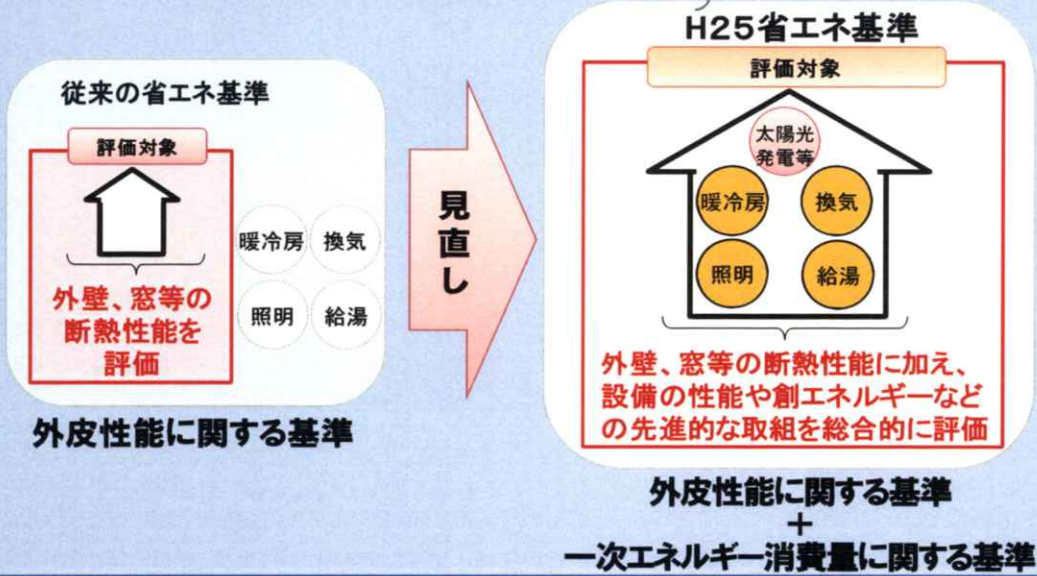 従来の省エネ基準
評価対象
暖冷房
換気
照明
給湯
外壁、窓等の
断熱性能を
評価
外皮性能に関する基準
見直し
H25省エネ基準
評価対象
太陽光
発電等
暖冷房
換気
照明
給湯
外壁、窓等の断熱性能に加え、
設備の性能や創エネルギーなど
の先進的な取組を総合的に評価
外皮性能に関する基準
+
一次エネルギー消費量に関する基準